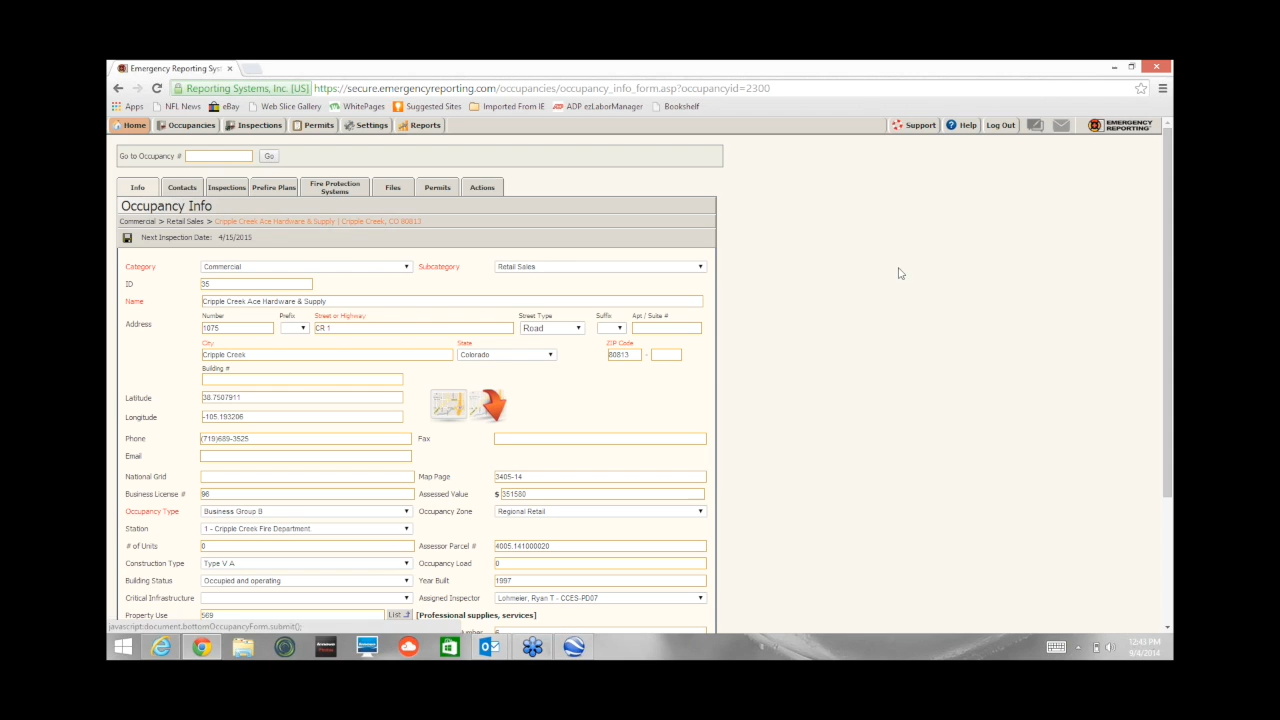 Emergency Reporting Sys ×
Reporting Systems, Inc. [US] https://secure.emergencyreporting.com/occupancies/occupancy_info_form.asp?occupancyid=2300
Apps NFL News eBay Web Slice Gallery WhitePages Suggested Sites Imported From IE ADP ezLaborManager Bookshelf
Home Occupancies Inspections Permits Settings Reports Support Help Log Out EMERGENCY REPORTING
Go to Occupancy # Go
Info Contacts Inspections Prefire Plans Fire Protection Systems Files Permits Actions
Occupancy Info
Commercial > Retail Sales > Cripple Creek Ace Hardware & Supply | Cripple Creek, CO 80813
Next Inspection Date: 4/15/2015
Category Commercial Subcategory Retail Sales
ID 35
Name Cripple Creek Ace Hardware & Supply
Number Prefix Street or Highway Street Type Suffix Apt / Suite #
Address 1075 CR 1 Road
City State ZIP Code
Cripple Creek Colorado 80813 -
Building #
Latitude 38.7507911
Longitude -105.193206
Phone (719)689-3525 Fax
Email
National Grid Map Page 3405-14
Business License # 96 Assessed Value $ 351580
Occupancy Type Business Group B Occupancy Zone Regional Retail
Station 1 - Cripple Creek Fire Department
# of Units 0 Assessor Parcel # 4005.141000020
Construction Type Type V A Occupancy Load 0
Building Status Occupied and operating Year Built 1997
Critical Infrastructure Assigned Inspector Lohmeier, Ryan T - CCES-PD07
Property Use 569 List [Professional supplies, services]
javascript:document.bottomOccupancyForm.submit();
12:43 PM
9/4/2014